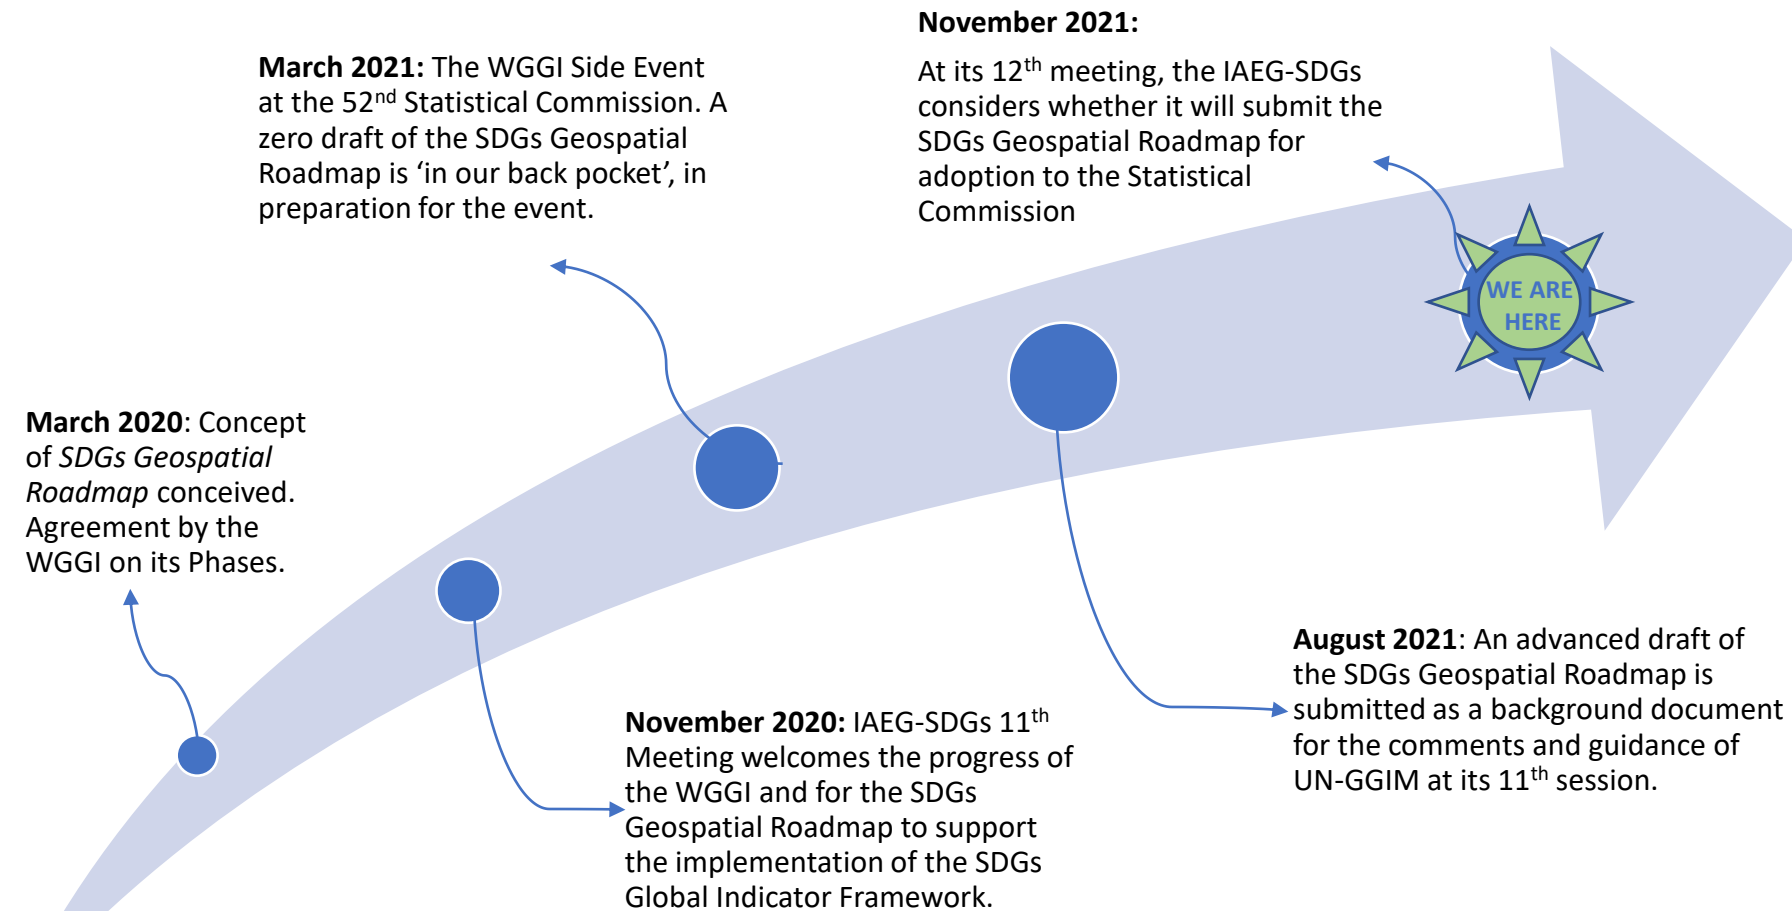 November 2021:
At its 12th meeting, the IAEG-SDGs
considers whether it will submit the
SDGs Geospatial Roadmap for
adoption to the Statistical
Commission
March 2021: The WGGI Side Event
at the 52nd Statistical Commission. A
zero draft of the SDGs Geospatial
Roadmap is ‘in our back pocket’, in
preparation for the event.
WE ARE
HERE
March 2020: Concept
of SDGs Geospatial
Roadmap conceived.
Agreement by the
WGGI on its Phases.
August 2021: An advanced draft of
the SDGs Geospatial Roadmap is
submitted as a background document
for the comments and guidance of
UN-GGIM at its 11th session.
November 2020: IAEG-SDGs 11th
Meeting welcomes the progress of
the WGGI and for the SDGs
Geospatial Roadmap to support
the implementation of the SDGs
Global Indicator Framework.